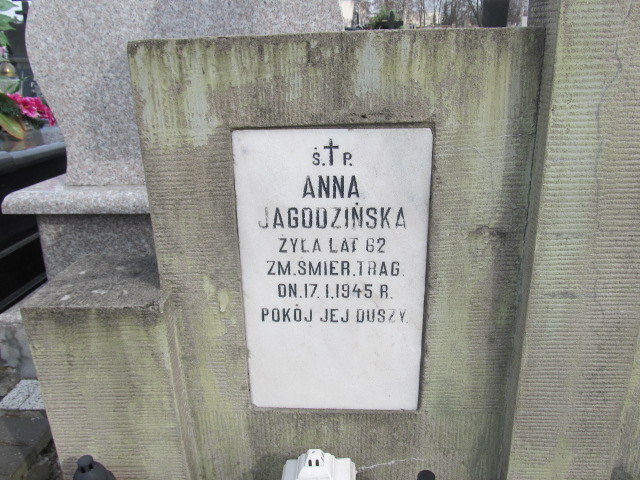 Ś.✝P.
ANNA
JAGODZIŃSKA
ŻYŁA LAT 62
ZM.ŚMIER.TRAG.
DN.17.I.1945 R.
POKÓJ JEJ DUSZY.